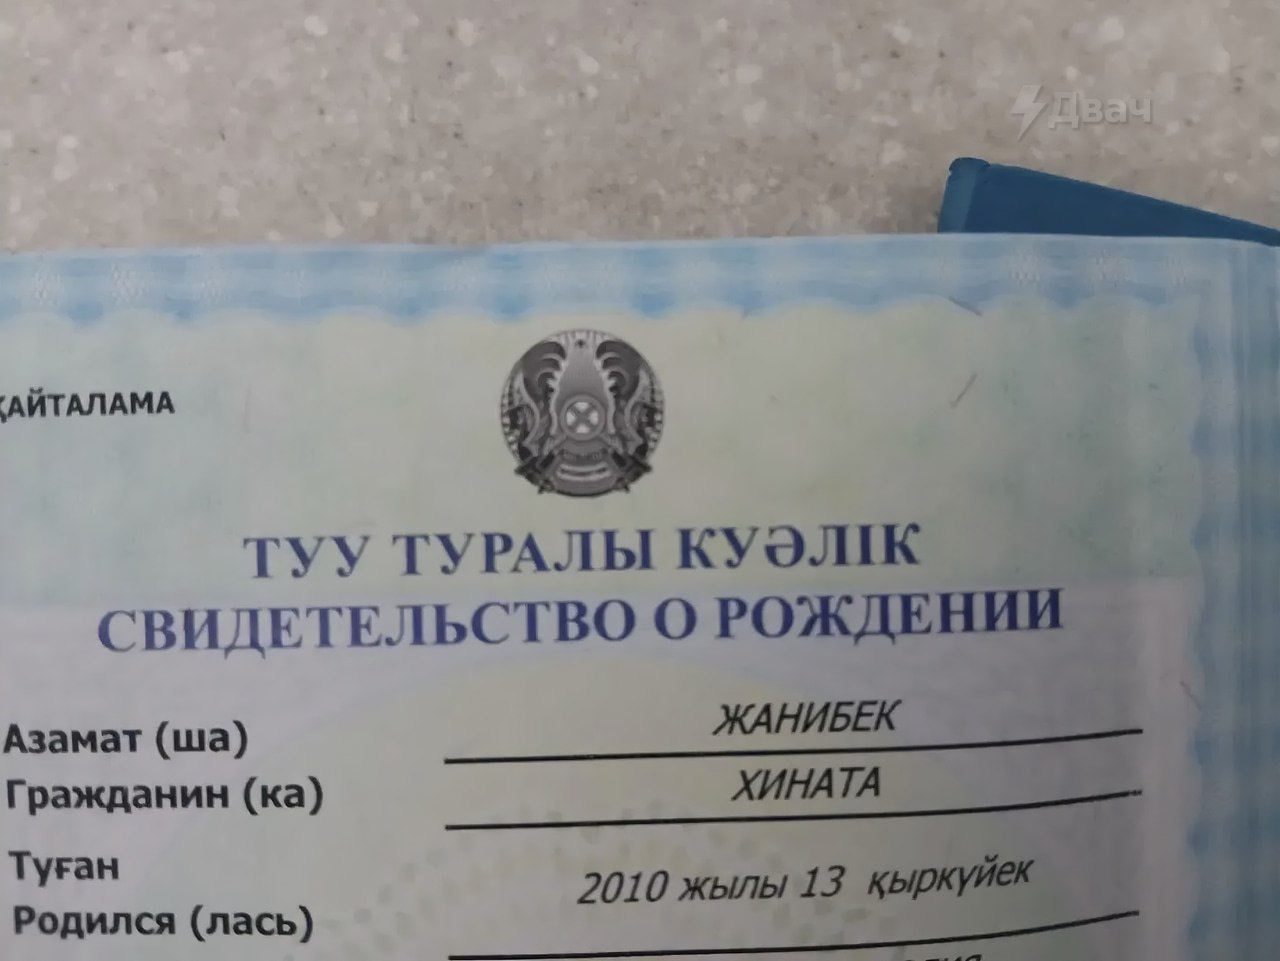 Двач
ҚАЙТАЛАМА
ТУУ ТУРАЛЫ КУӘЛІК
СВИДЕТЕЛЬСТВО О РОЖДЕНИИ
Азамат (ша)
ЖАНИБЕК
Гражданин (ка)
ХИНАТА
Туған
2010 жылы 13 қыркүйек
Родился (лась)